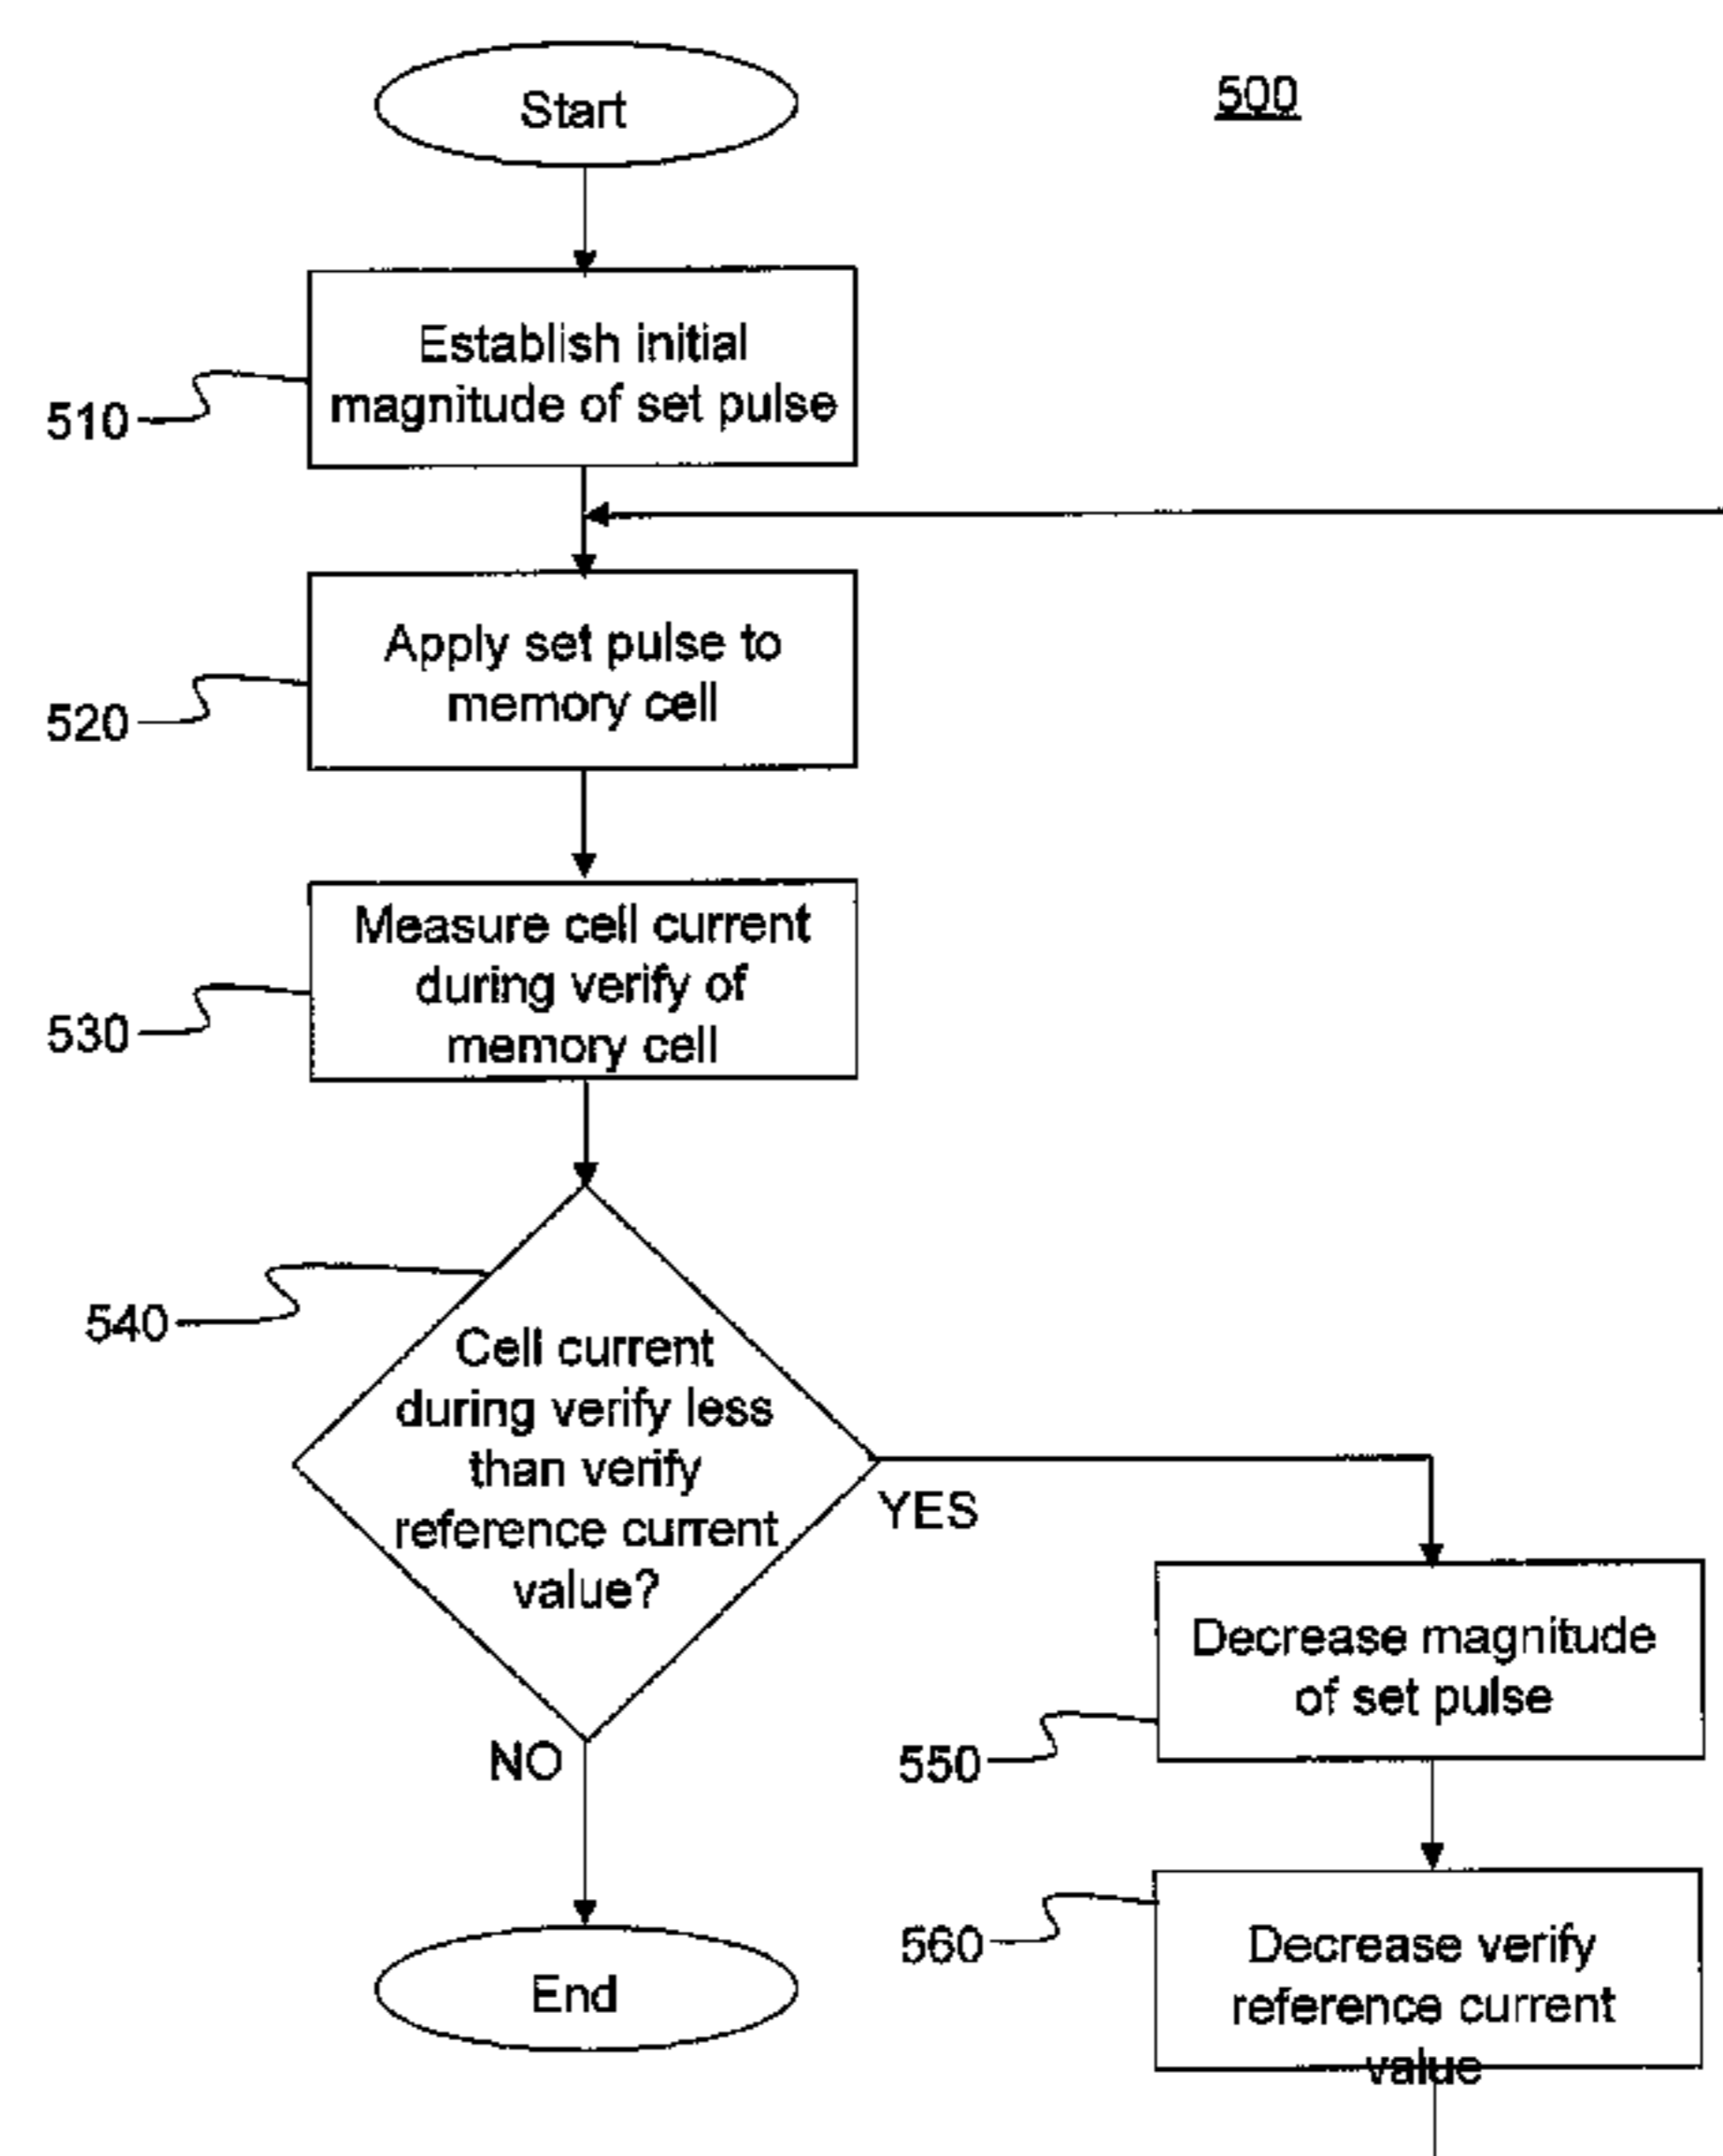 Start
500
Establish initial
magnitude of set pulse
510
Apply set pulse to
memory cell
520
Measure cell current
during verify of
memory cell
530
540
Cell current
during verify less
than verify
reference current
value?
YES
Decrease magnitude
of set pulse
NO
550
560
Decrease verify
reference current
value
End